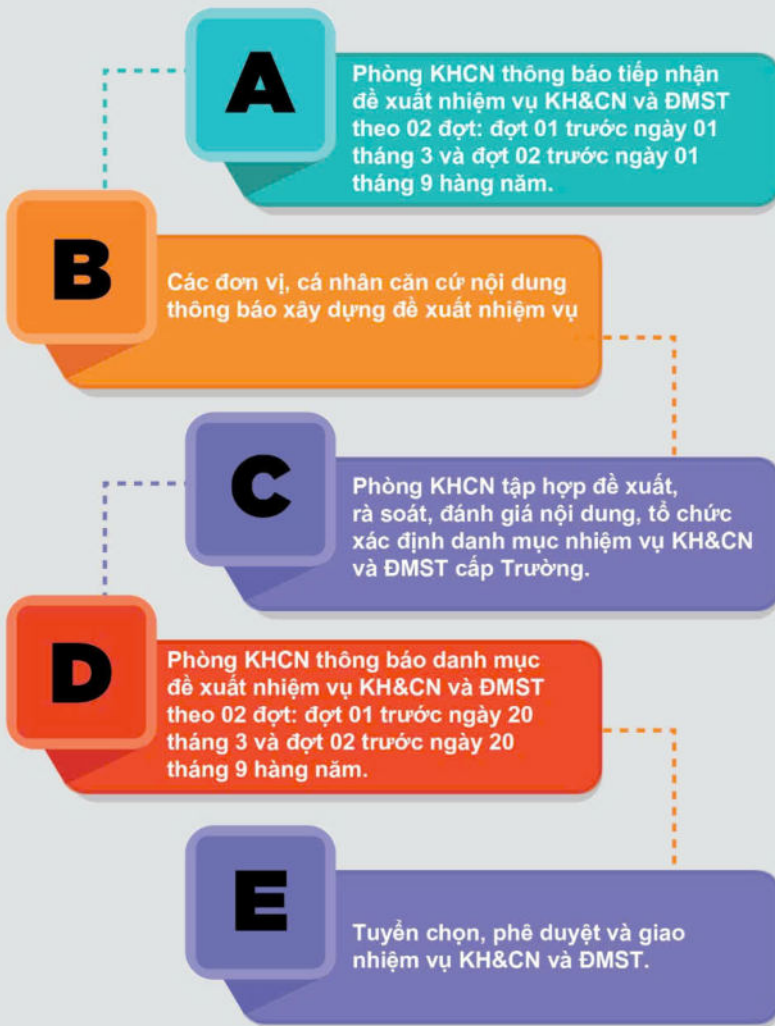 A
Phòng KHCN thông báo tiếp nhận
đề xuất nhiệm vụ KH&CN và ĐMST
theo 02 đợt: đợt 01 trước ngày 01
tháng 3 và đợt 02 trước ngày 01
tháng 9 hàng năm.
B
Các đơn vị, cá nhân căn cứ nội dung
thông báo xây dựng đề xuất nhiệm vụ
C
Phòng KHCN tập hợp đề xuất,
rà soát, đánh giá nội dung, tổ chức
xác định danh mục nhiệm vụ KH&CN
và ĐMST cấp Trường.
D
Phòng KHCN thông báo danh mục
đề xuất nhiệm vụ KH&CN và ĐMST
theo 02 đợt: đợt 01 trước ngày 20
tháng 3 và đợt 02 trước ngày 20
tháng 9 hàng năm.
E
Tuyển chọn, phê duyệt và giao
nhiệm vụ KH&CN và ĐMST.